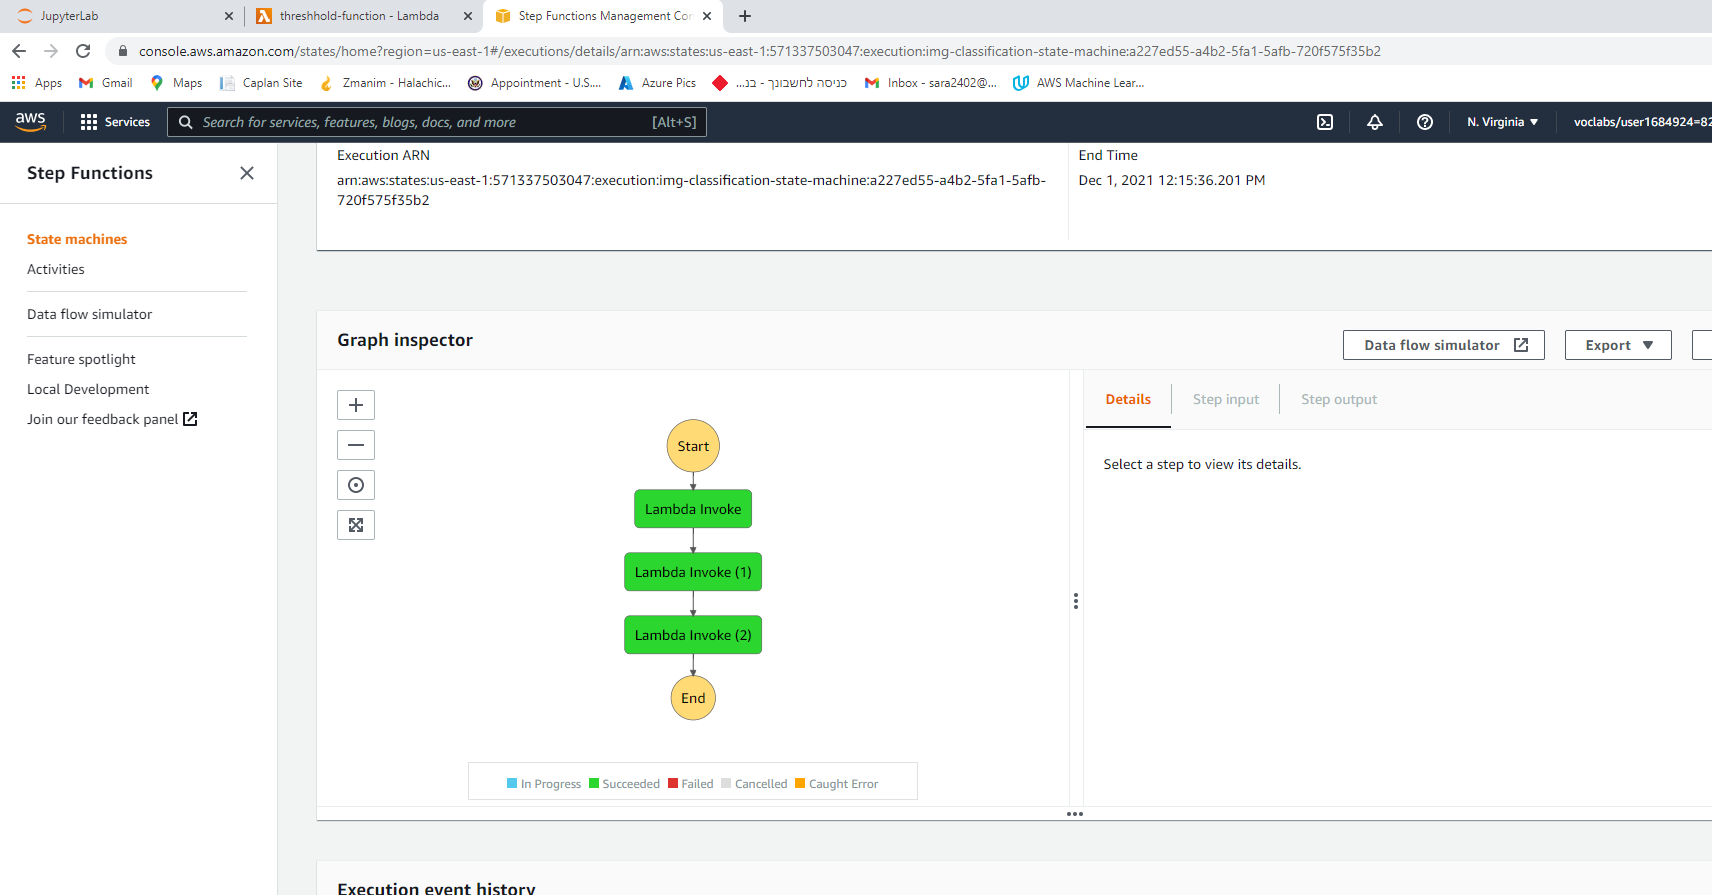 JupyterLab
threshhold-function - Lambda
Step Functions Management Con
console.aws.amazon.com/states/home?region=us-east-1#/executions/details/arn:aws:states:us-east-1:571337503047:execution:img-classification-state-machine:a227ed55-a4b2-5fa1-5afb-720f575f35b2
Apps
Gmail
Maps
Caplan Site
Zmanim - Halachic...
Appointment - U.S....
Azure Pics
כניסה לחשבונך - בנ...
Inbox - sara2402@...
AWS Machine Lear...
aws
Services
Search for services, features, blogs, docs, and more
[Alt+S]
N. Virginia
voclabs/user1684924=82
Step Functions
State machines
Activities
Data flow simulator
Feature spotlight
Local Development
Join our feedback panel
Execution ARN
arn:aws:states:us-east-1:571337503047:execution:img-classification-state-machine:a227ed55-a4b2-5fa1-5afb-
720f575f35b2
End Time
Dec 1, 2021 12:15:36.201 PM
Graph inspector
Data flow simulator
Export
Start
Lambda Invoke
Lambda Invoke (1)
Lambda Invoke (2)
End
In Progress
Succeeded
Failed
Cancelled
Caught Error
Details
Step input
Step output
Select a step to view its details.
Execution event history